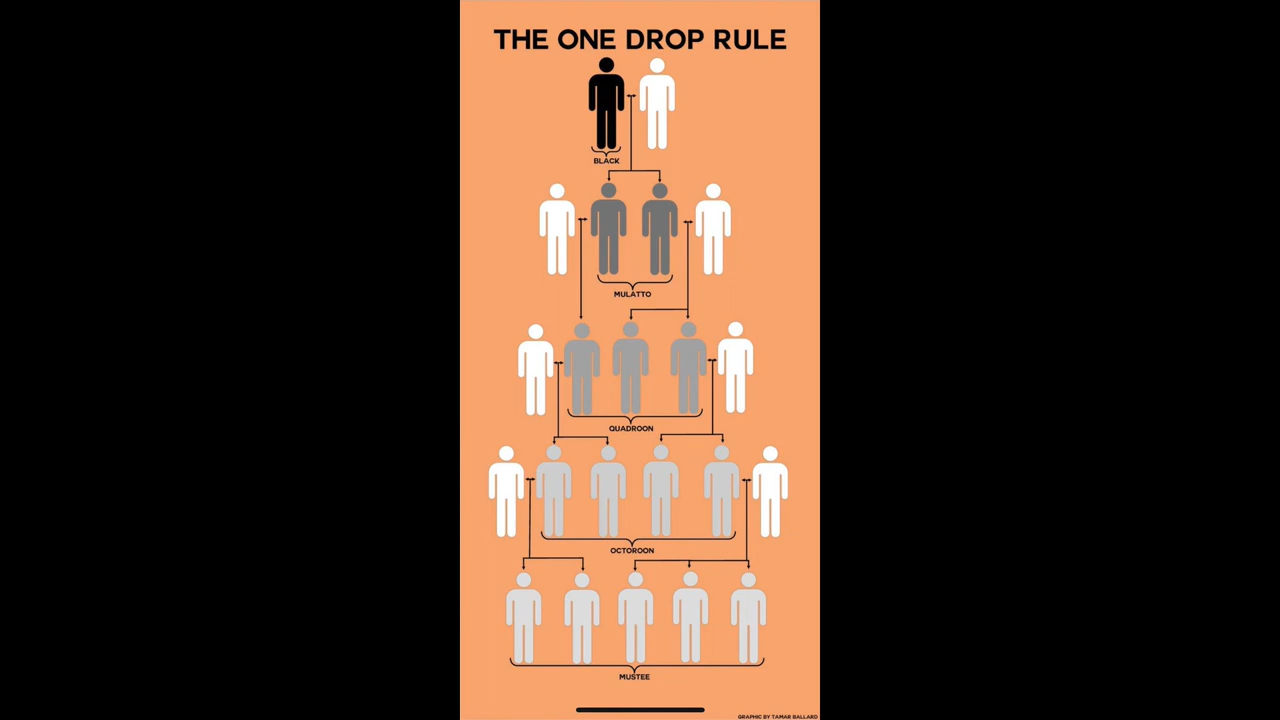 THE ONE DROP RULE
BLACK
MULATTO
QUADROON
OCTOROON
MUSTEE
GRAPHIC BY TAMAR BALLARD